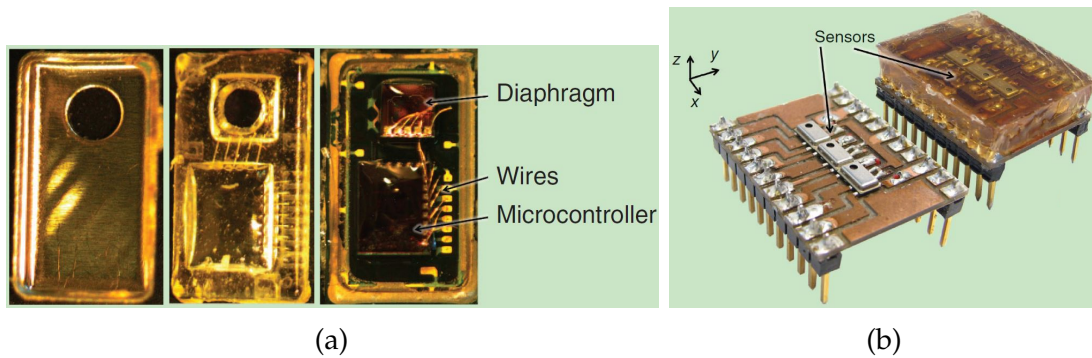 Diaphragm
Wires
Microcontroller
(a)
Sensors
z
y
x
(b)